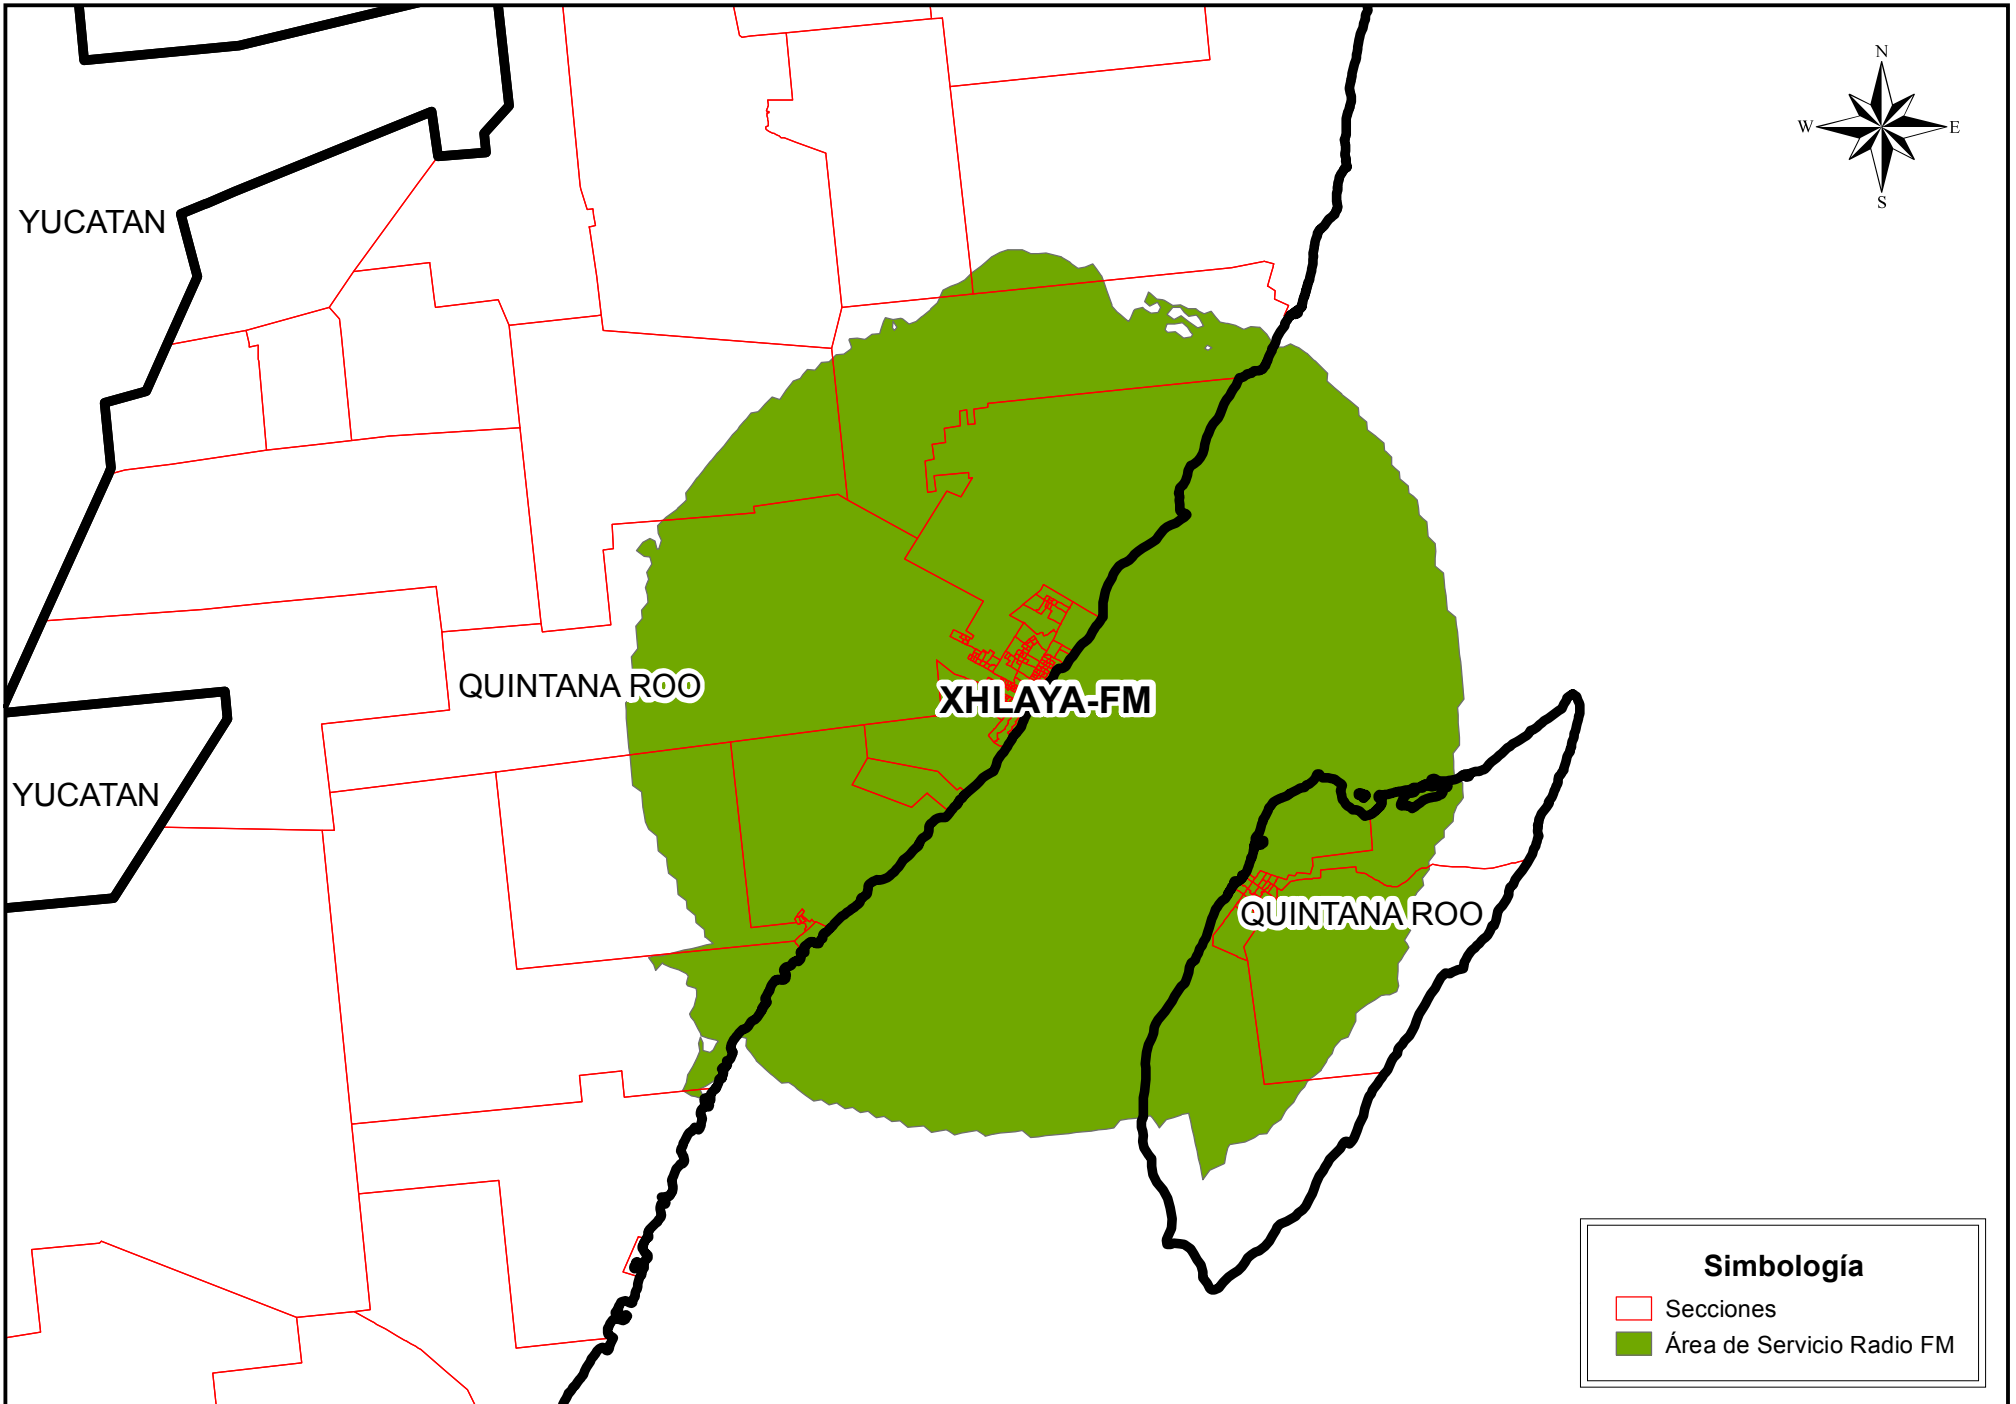 N
W E
S
YUCATAN
QUINTANA ROO
XHLAYA-FM
YUCATAN
QUINTANA ROO
Simbología
Secciones
Área de Servicio Radio FM